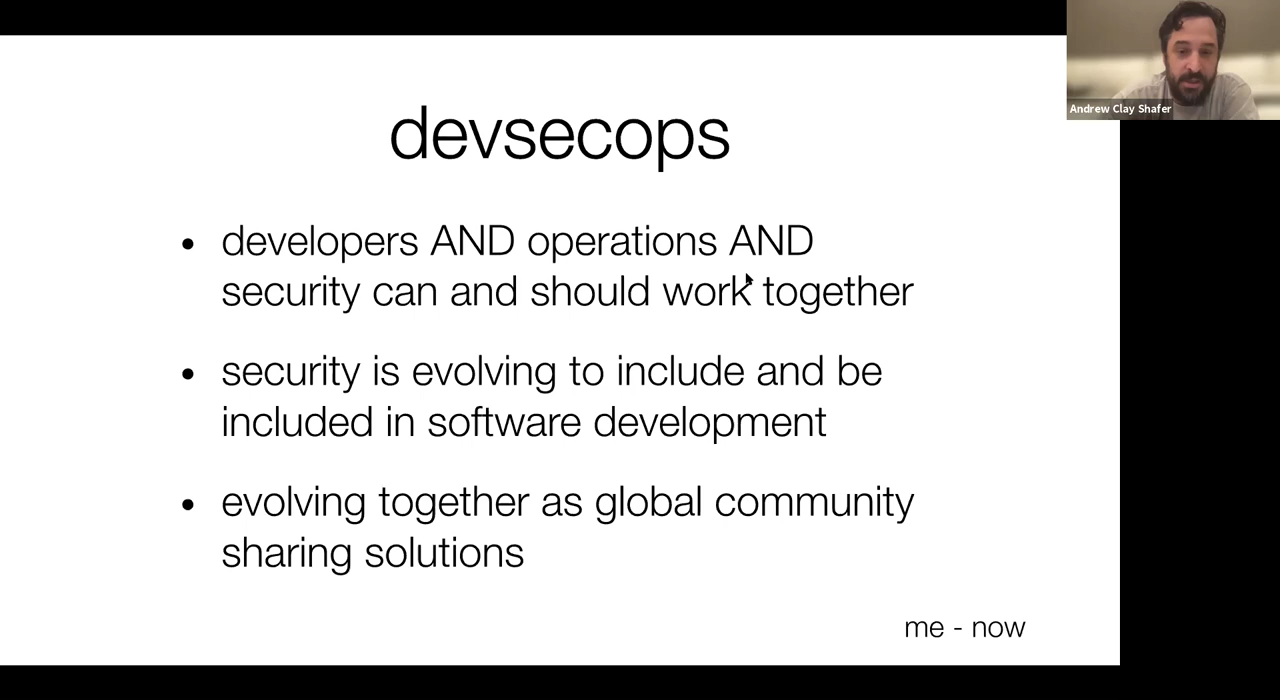 Andrew Clay Shafer
devsecops
• developers AND operations AND
security can and should work together
• security is evolving to include and be
included in software development
• evolving together as global community
sharing solutions
me - now